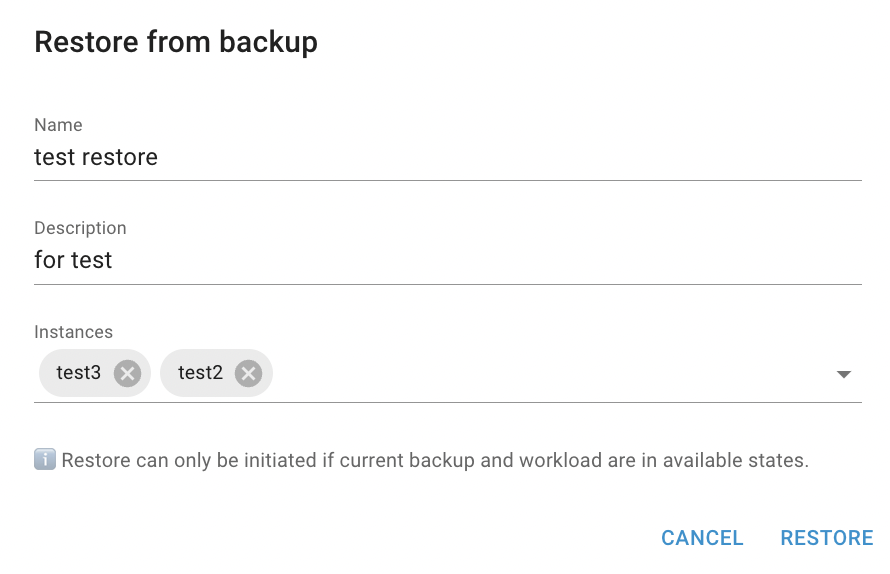 Restore from backup
Name
test restore
Description
for test
Instances
test3 test2
ℹ️ Restore can only be initiated if current backup and workload are in available states.
CANCEL RESTORE